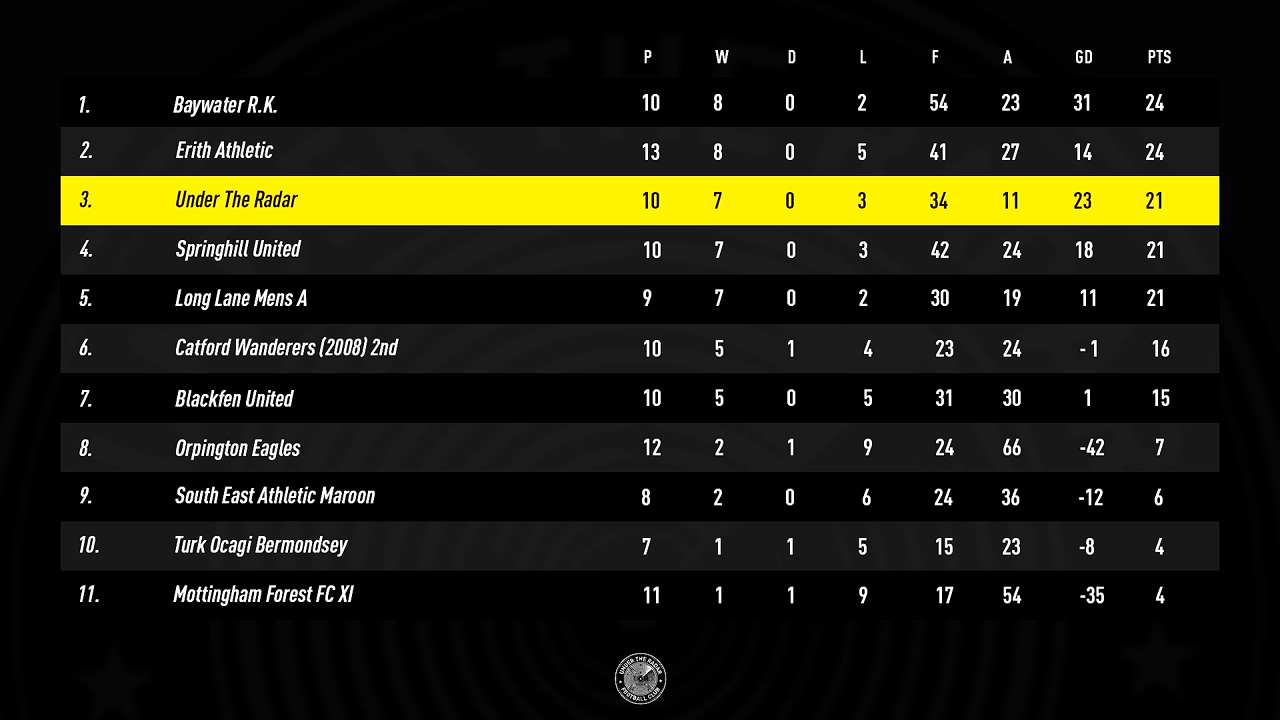 P W D L F A GD PTS
1. Baywater R.K. 10 8 0 2 54 23 31 24
2. Erith Athletic 13 8 0 5 41 27 14 24
3. Under The Radar 10 7 0 3 34 11 23 21
4. Springhill United 10 7 0 3 42 24 18 21
5. Long Lane Mens A 9 7 0 2 30 19 11 21
6. Catford Wanderers (2008) 2nd 10 5 1 4 23 24 - 1 16
7. Blackfen United 10 5 0 5 31 30 1 15
8. Orpington Eagles 12 2 1 9 24 66 -42 7
9. South East Athletic Maroon 8 2 0 6 24 36 -12 6
10. Turk Ocagi Bermondsey 7 1 1 5 15 23 -8 4
11. Mottingham Forest FC XI 11 1 1 9 17 54 -35 4
UNDER THE RADAR
FOOTBALL CLUB